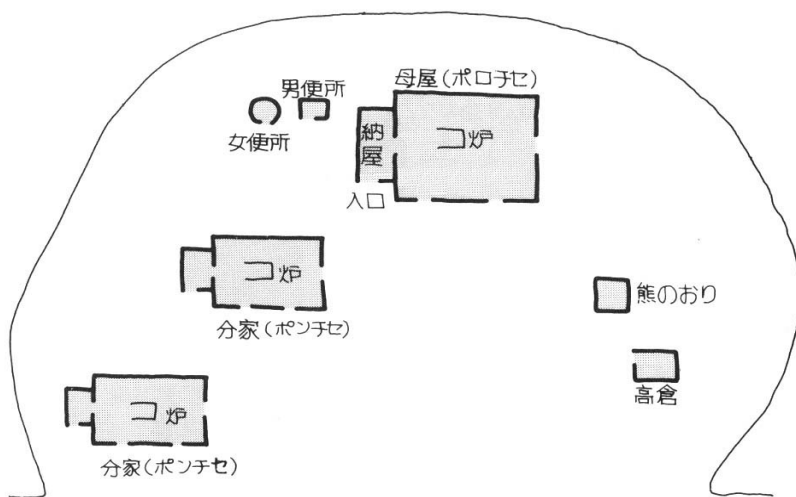 母屋(ポロチセ)
男便所
女便所
納屋
炉
入口
炉
分家(ポンチセ)
熊のおり
高倉
炉
分家(ポンチセ)